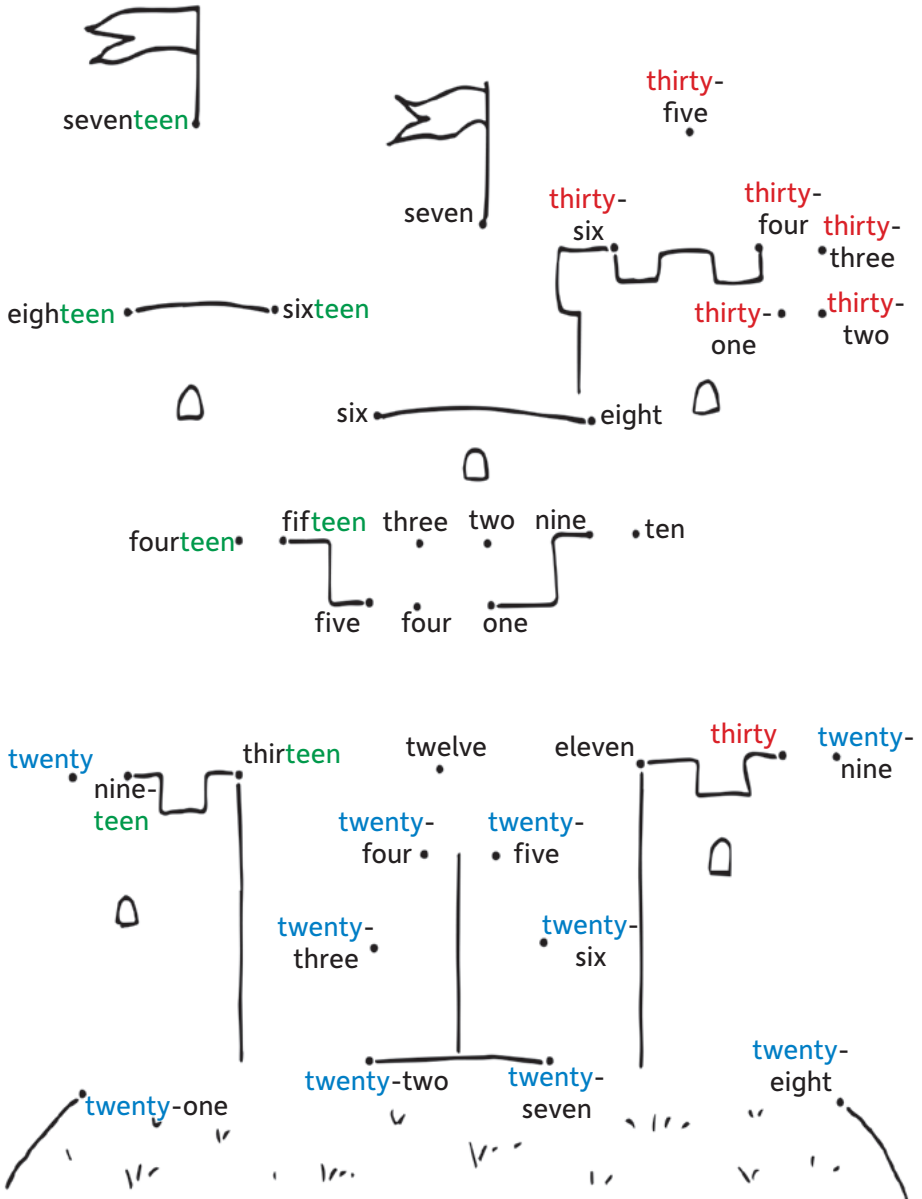 thirty-
five
seventeen
seven
thirty-
six
thirty-
four
thirty-
three
eighteen
sixteen
thirty-
one
thirty-
two
six
eight
fourteen
fifteen
three
two
nine
ten
five
four
one
twenty
nine-
teen
thirteen
twelve
eleven
thirty
twenty-
nine
twenty-
four
twenty-
five
twenty-
three
twenty-
six
twenty-one
twenty-two
twenty-
seven
twenty-
eight